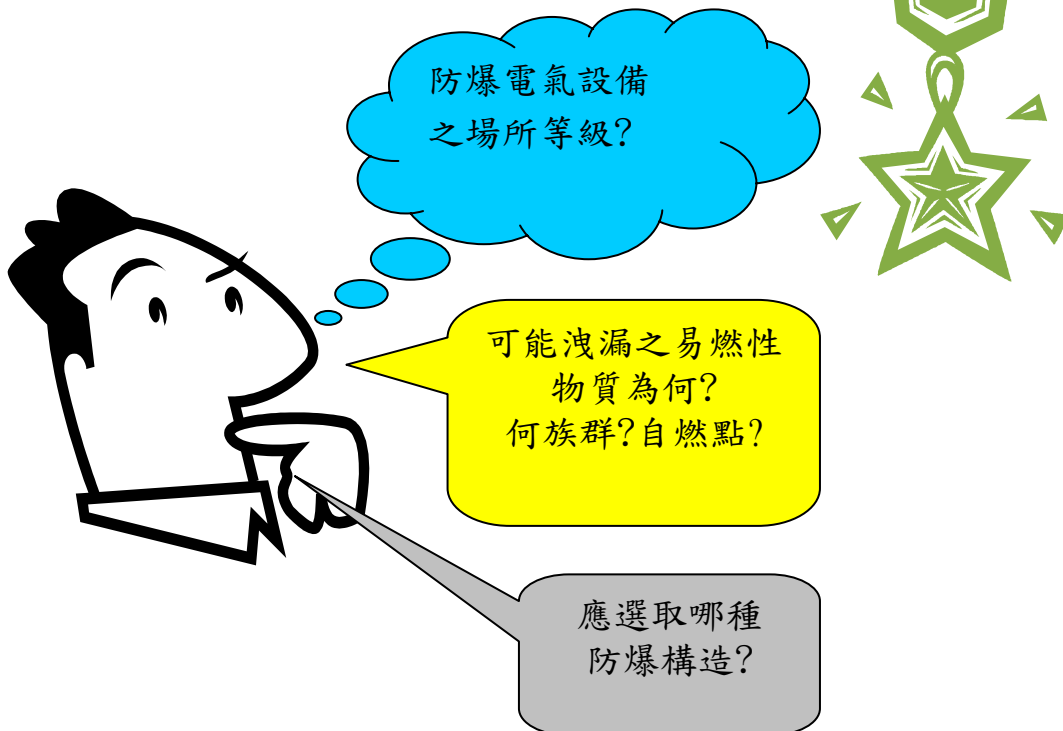 防爆電氣設備
之場所等級?
可能洩漏之易燃性
物質為何?
何族群?自燃點?
應選取哪種
防爆構造?